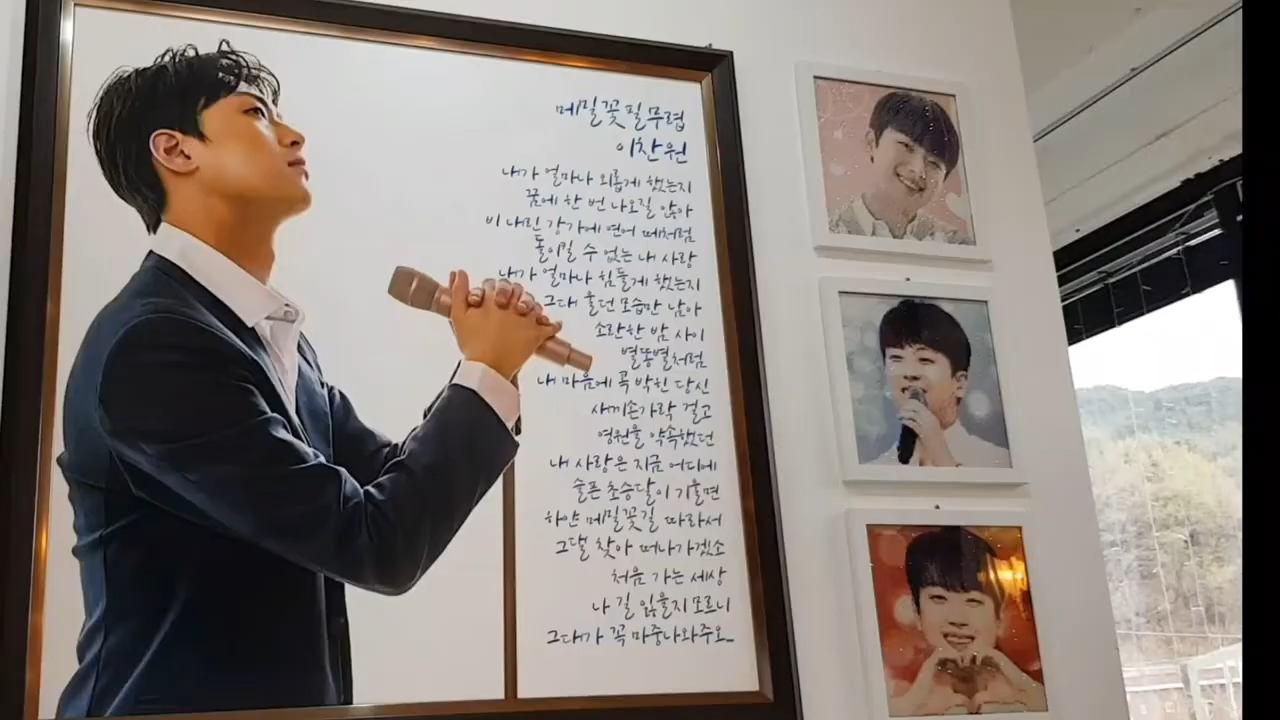 메밀꽃 필 무렵
이찬원
내가 얼마나 외롭게 했는지
꿈에 한 번 나오질 않아
비 내린 강가에 연어 떼처럼
돌이킬 수 없는 내 사랑
내가 얼마나 힘들게 했는지
그대 울던 모습만 남아
소란한 밤 사이
별똥별처럼
내 마음에 콕 박힌 당신
새끼손가락 걸고
영원을 약속했던
내 사랑은 지금 어디에
슬픈 초승달이 기울면
하얀 메밀꽃길 따라서
그댈 찾아 떠나가겠소
처음 가는 세상
나 길 잃을지 모르니
그대가 꼭 마중나와주오